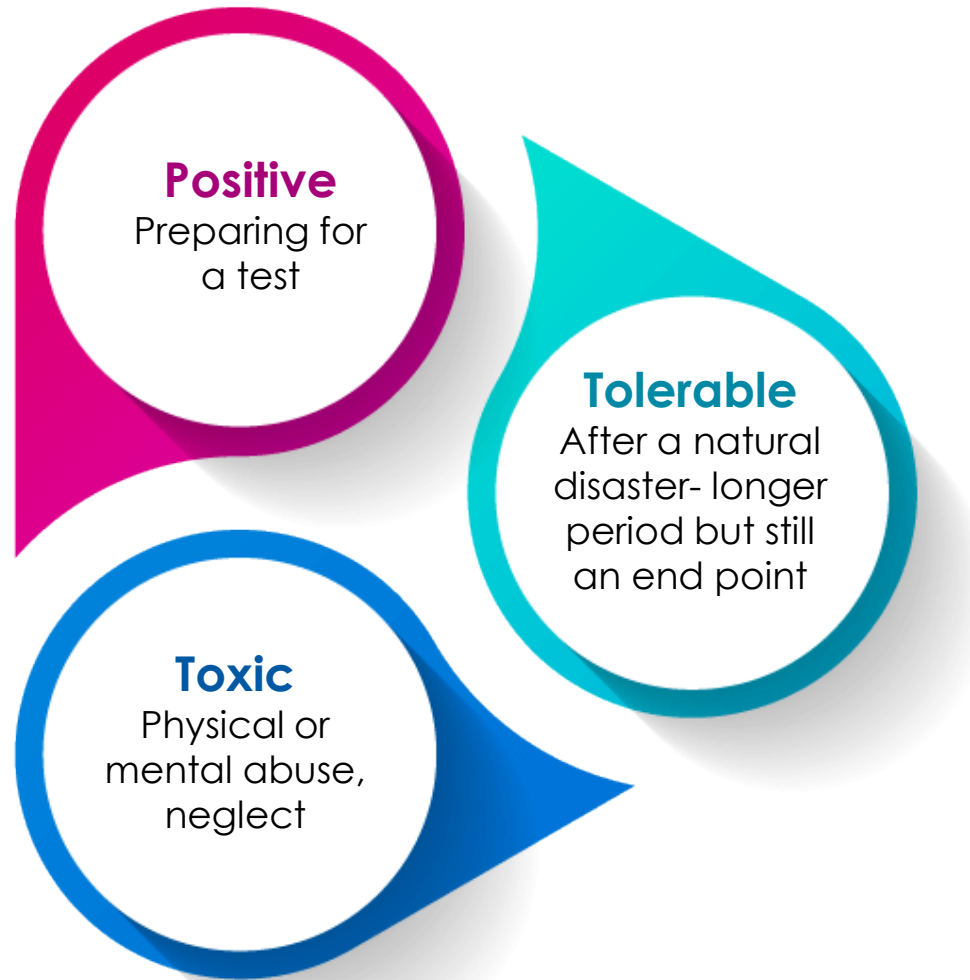 Positive
Preparing for
a test
Tolerable
After a natural
disaster- longer
period but still
an end point
Toxic
Physical or
mental abuse,
neglect